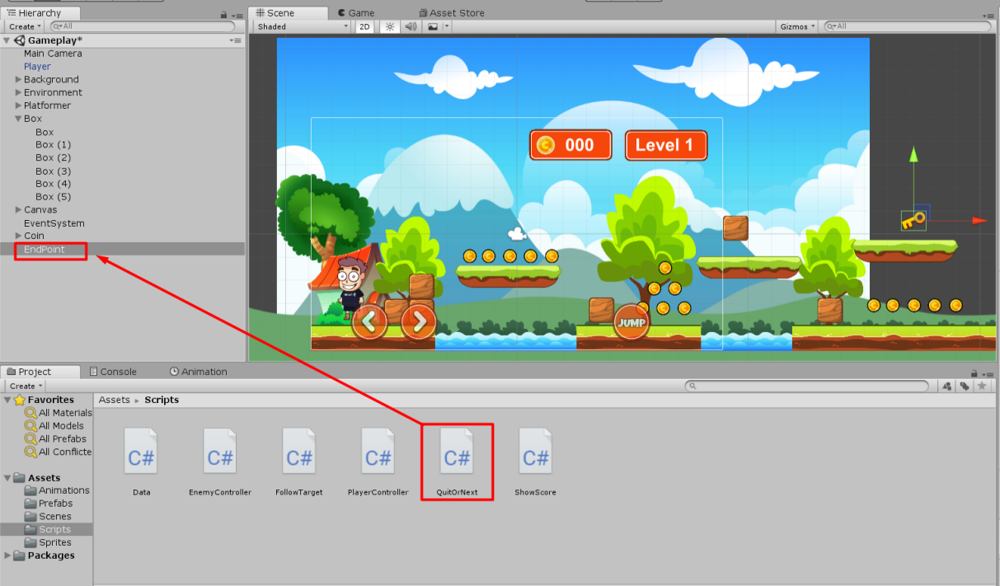 Hierarchy
Create
All
Gameplay*
Main Camera
Player
Background
Environment
Platformer
Box
Box
Box (1)
Box (2)
Box (3)
Box (4)
Box (5)
Canvas
EventSystem
Coin
EndPoint
Scene Game Asset Store
Shaded 2D Gizmos All
000 Level 1
JUMP
Project Console Animation
Create
Favorites
All Materials
All Models
All Prefabs
All Conflicte
Assets
Animations
Prefabs
Scenes
Scripts
Sprites
Packages
Assets Scripts
C# C# C# C# C# C#
Data EnemyController FollowTarget PlayerController QuitOrNext ShowScore